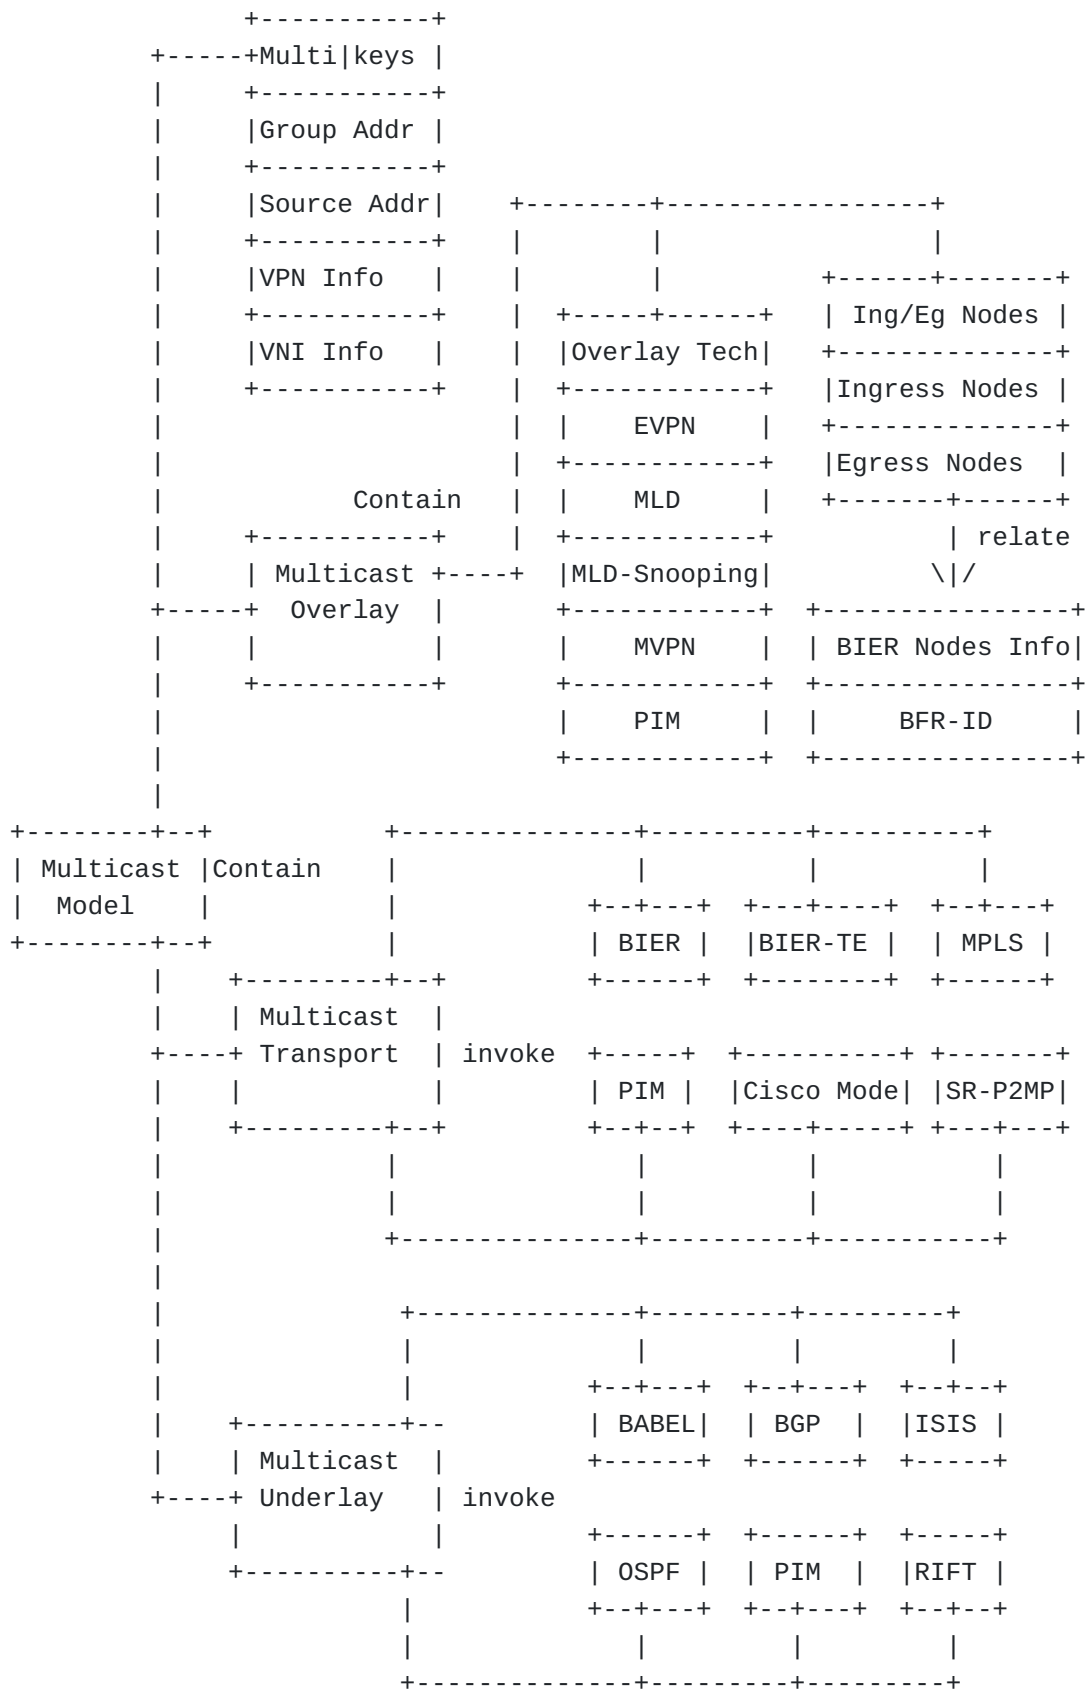 Multi|keys
Group Addr
Source Addr
VPN Info
VNI Info
Overlay Tech
EVPN
MLD
MLD-Snooping
MVPN
PIM
Ing/Eg Nodes
Ingress Nodes
Egress Nodes
relate
BIER Nodes Info
BFR-ID
Contain
Multicast
Overlay
Multicast
Model
Contain
Multicast
Transport
invoke
BIER
BIER-TE
MPLS
PIM
Cisco Mode
SR-P2MP
Multicast
Underlay
invoke
BABEL
BGP
ISIS
OSPF
PIM
RIFT